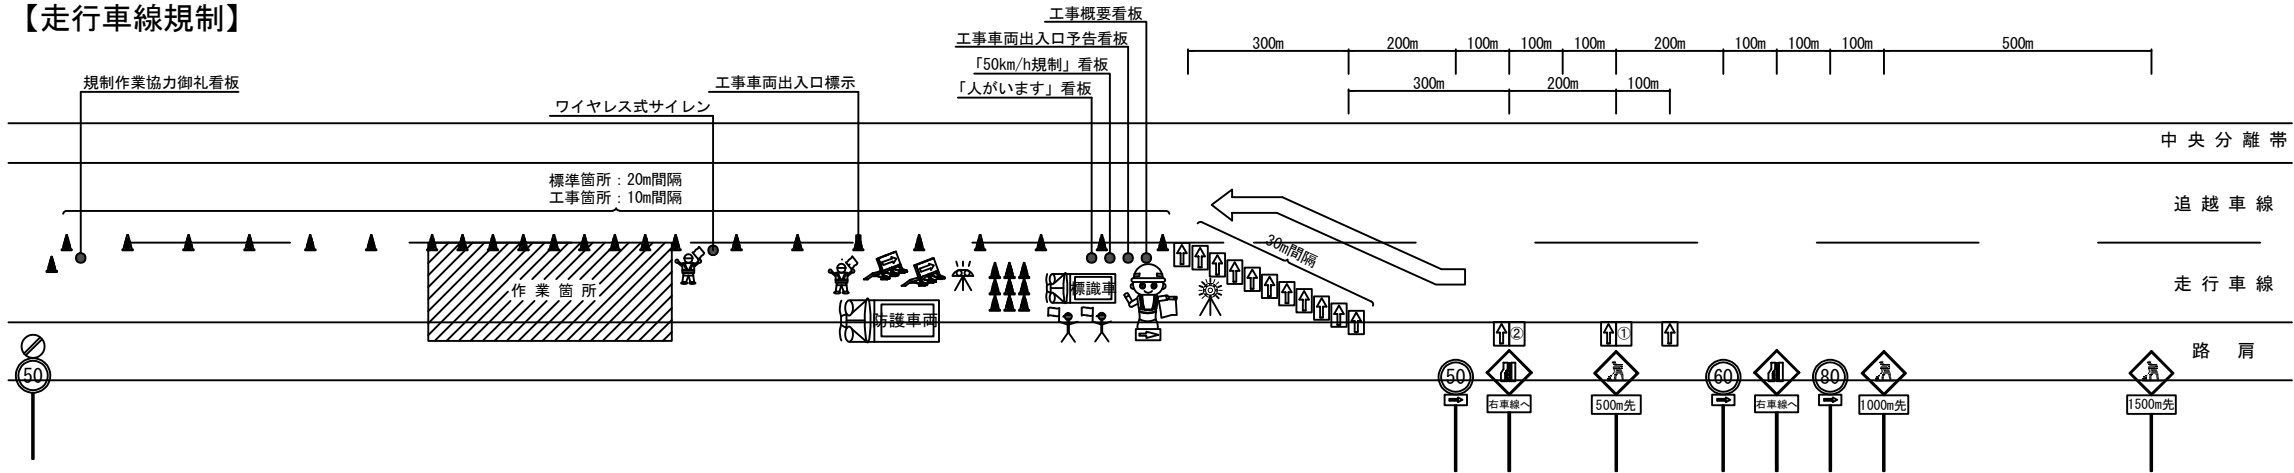 【走行車線規制】
工事概要看板
工事車両出入口予告看板
「50km/h規制」看板
「人がいます」看板
規制作業協力御礼看板
工事車両出入口標示
ワイヤレス式サイレン
300m 200m 100m 100m 100m 200m 100m 100m 100m 500m
300m 200m 100m
中央分離帯
標準箇所：20m間隔
工事箇所：10m間隔
追越車線
30m間隔
作業箇所
標識車
走行車線
防護車両
② ①
路肩
50 50 60 80
右車線へ 500m先 右車線へ 1000m先 1500m先